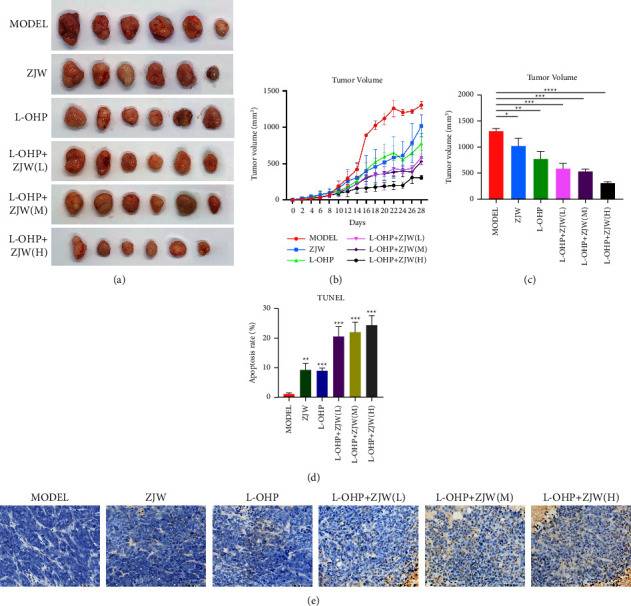 MODEL
ZJW
L-OHP
L-OHP+
ZJW(L)
L-OHP+
ZJW(M)
L-OHP+
ZJW(H)
(a)
Tumor Volume
Tumor volume (mm³)
1500
1000
500
0
0 2 4 6 8 10 12 14 16 18 20 22 24 26 28
Days
MODEL
ZJW
L-OHP
L-OHP+ZJW(L)
L-OHP+ZJW(M)
L-OHP+ZJW(H)
(b)
Tumor Volume
Tumor volume (mm³)
2000
1500
1000
500
0
****
***
***
**
*
MODEL
ZJW
L-OHP
L-OHP+ZJW(L)
L-OHP+ZJW(M)
L-OHP+ZJW(H)
(c)
TUNEL
Apoptosis rate (%)
30
20
10
0
**
***
***
***
***
MODEL
ZJW
L-OHP
L-OHP+ZJW(L)
L-OHP+ZJW(M)
L-OHP+ZJW(H)
(d)
MODEL
ZJW
L-OHP
L-OHP+ZJW(L)
L-OHP+ZJW(M)
L-OHP+ZJW(H)
(e)